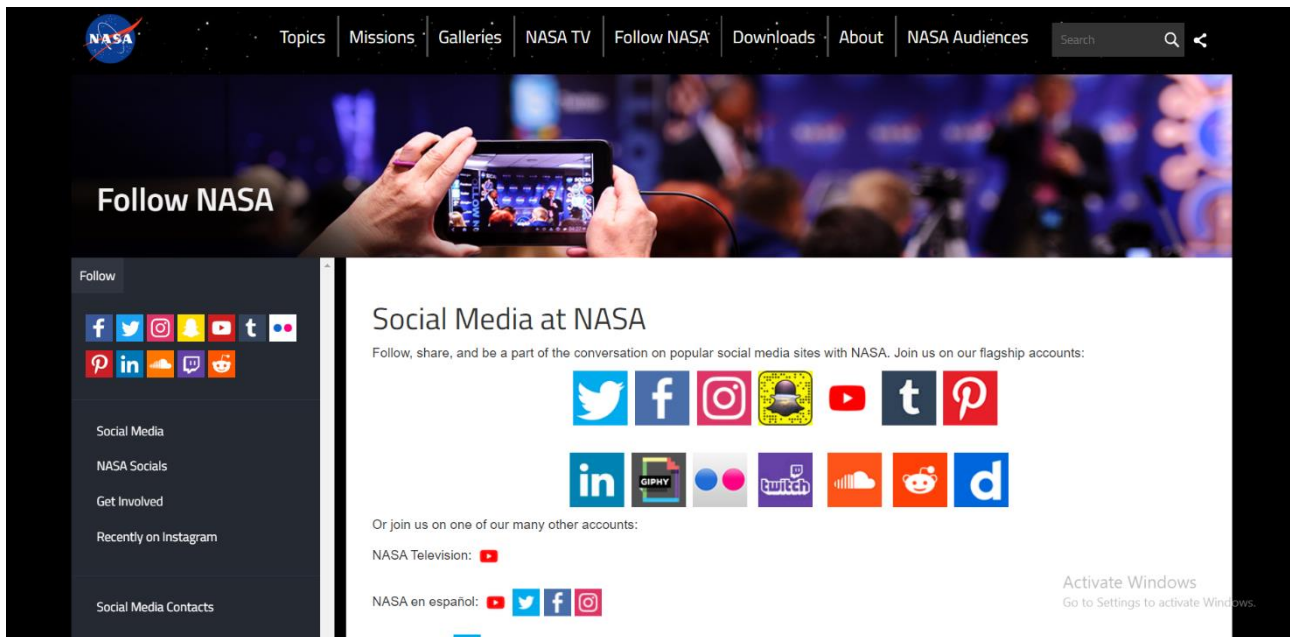 NASA
Topics
Missions
Galleries
NASA TV
Follow NASA
Downloads
About
NASA Audiences
Search
Follow NASA
Follow
Social Media
NASA Socials
Get Involved
Recently on Instagram
Social Media Contacts
Social Media at NASA
Follow, share, and be a part of the conversation on popular social media sites with NASA. Join us on our flagship accounts:
in
GIPHY
twitch
Or join us on one of our many other accounts:
NASA Television:
NASA en español:
Activate Windows
Go to Settings to activate Windows.